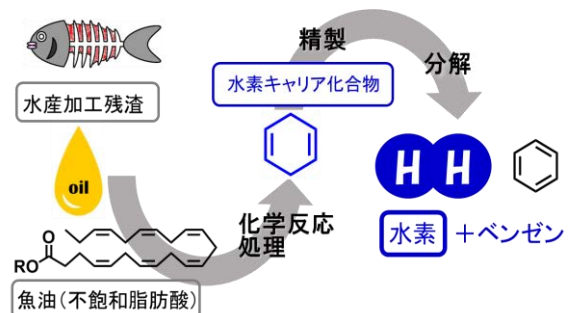 水産加工残渣
oil
RO
O
魚油(不飽和脂肪酸)
化学反応
処理
水素キャリア化合物
精製
分解
H H
水素 +ベンゼン